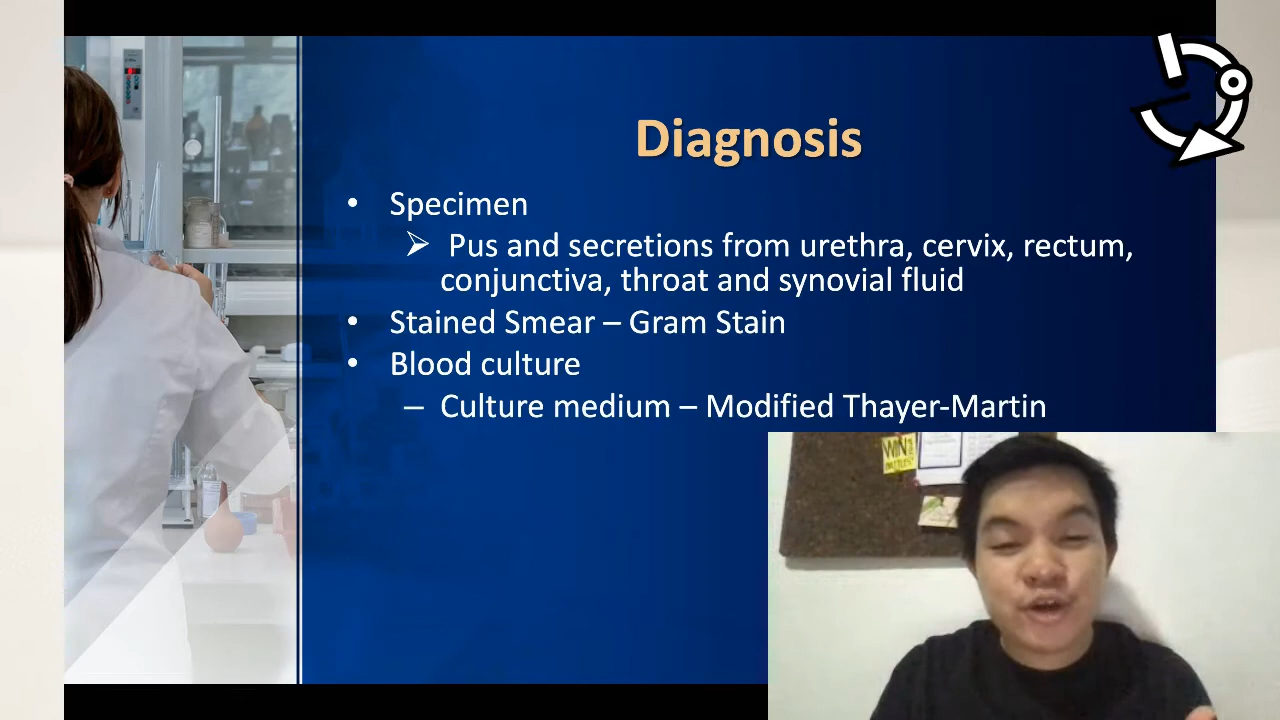 Diagnosis
• Specimen
➢ Pus and secretions from urethra, cervix, rectum,
conjunctiva, throat and synovial fluid
• Stained Smear – Gram Stain
• Blood culture
– Culture medium – Modified Thayer-Martin
WIN